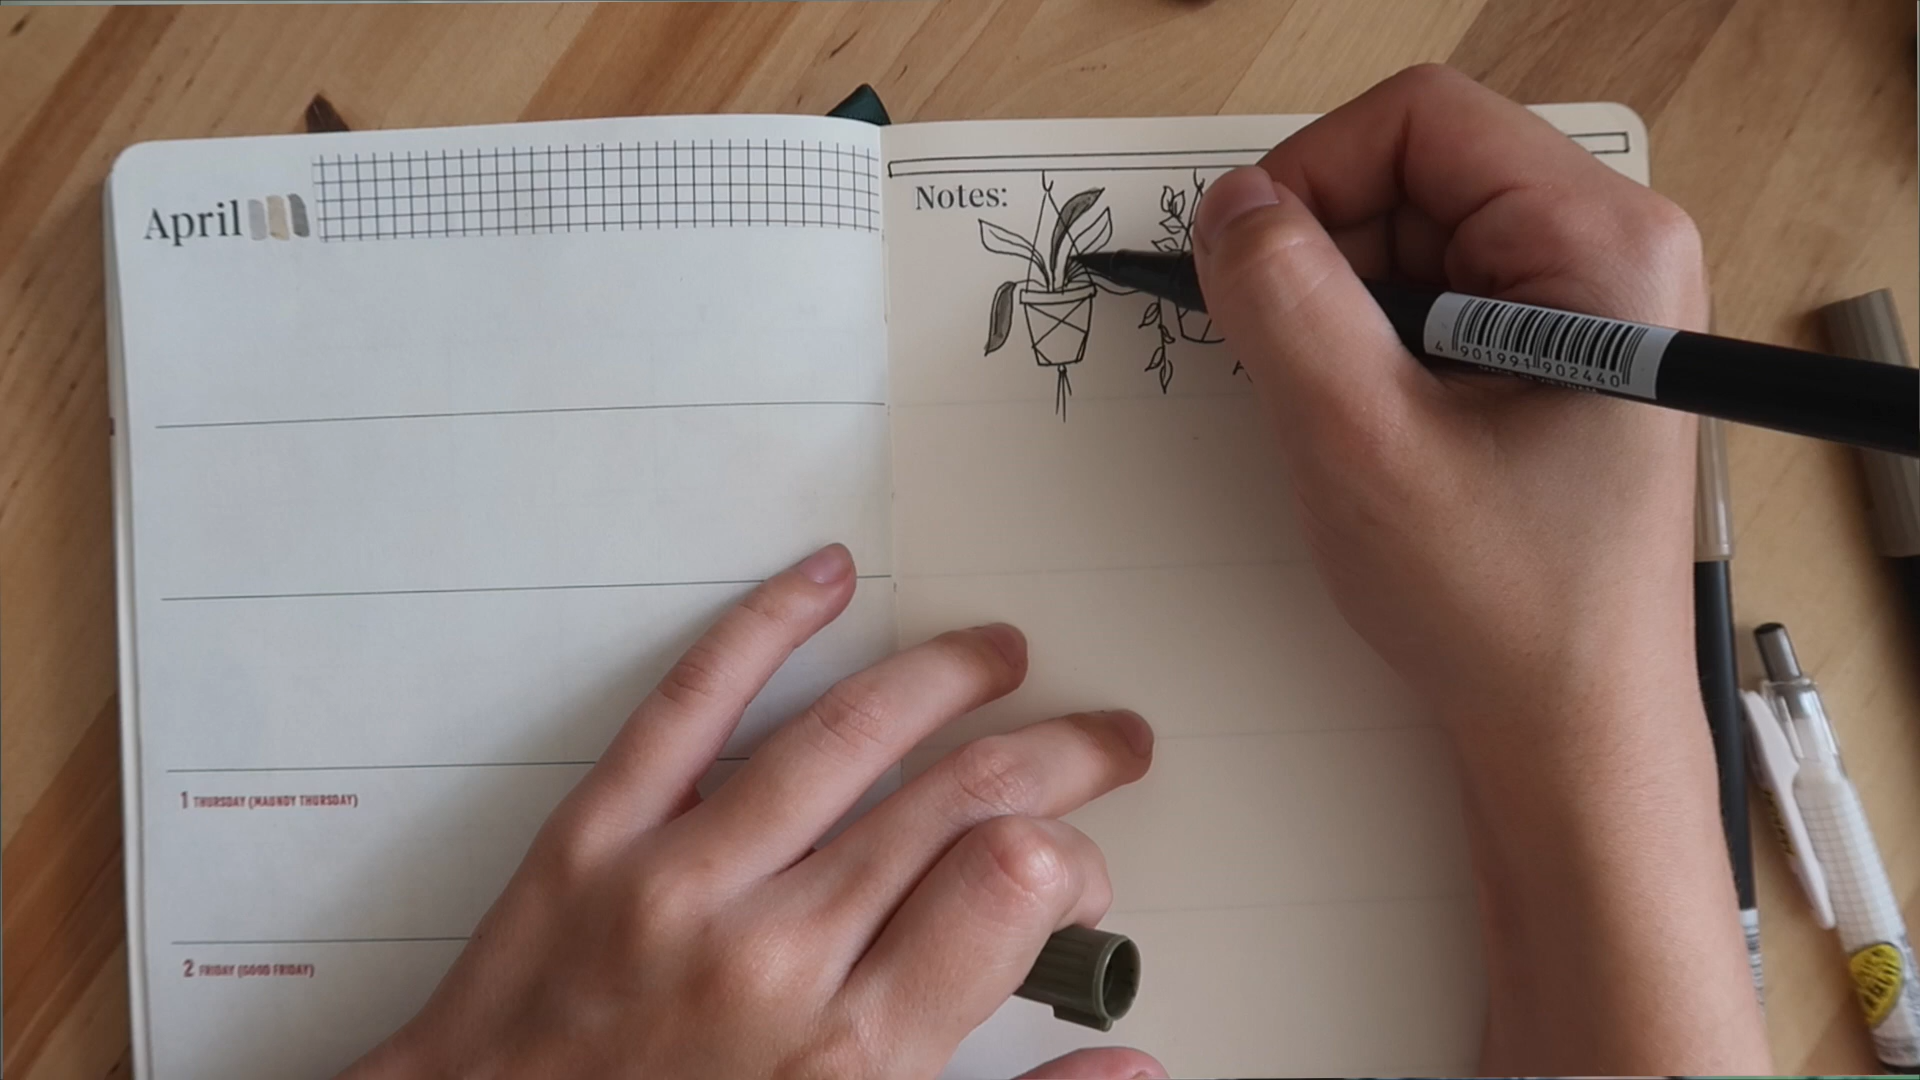 April
Notes:
4 901991 902440
1 THURSDAY (MAUNDY THURSDAY)
2 FRIDAY (GOOD FRIDAY)